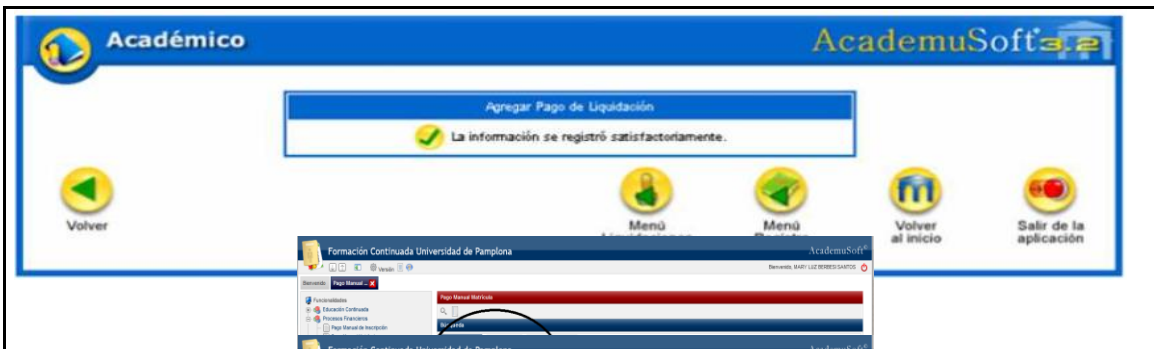 Académico
AcademuSoft 3.2
Agregar Pago de Liquidación
La información se registró satisfactoriamente.
Volver
Menú
Menú
Volver
al inicio
Salir de la
aplicación
Formación Continuada Universidad de Pamplona
AcademuSoft®
Versión
Bienvenido, MARY LUZ BERBESI SANTOS
Bienvenido
Pago Manual ...
Funcionalidades
Pago Manual Matrícula
Educación Continuada
Procesos Financieros
Pago Manual de Inscripción
Formación Continuada Universidad de Pamplona
AcademuSoft®